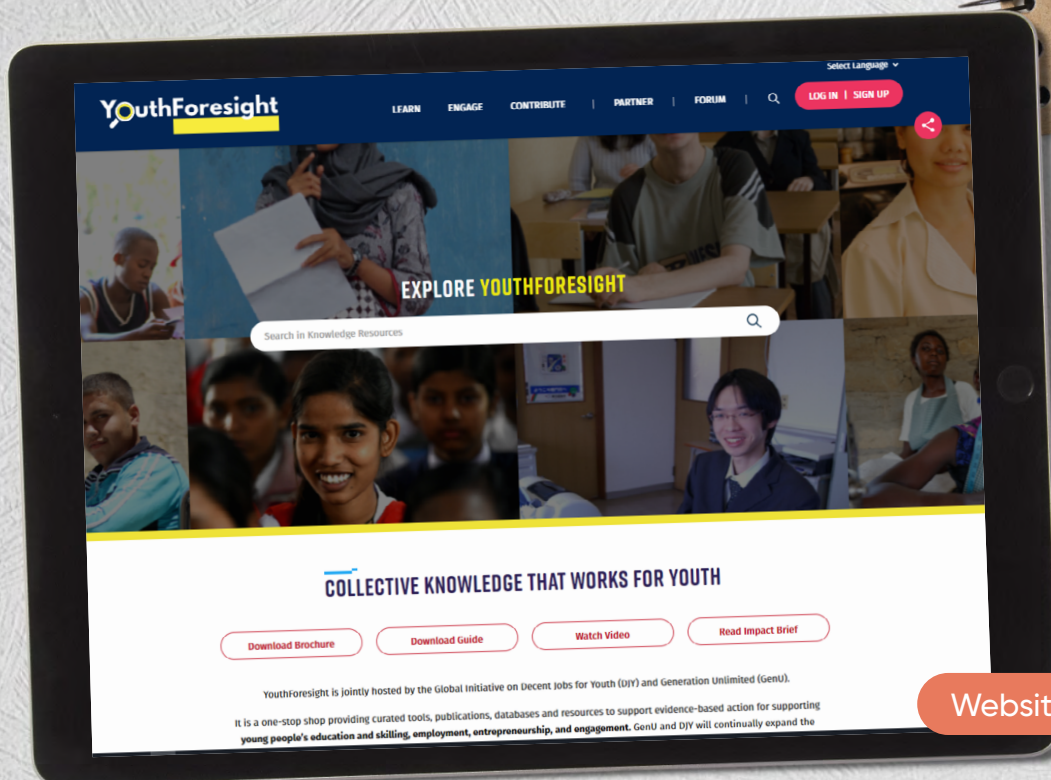 Select Language
YouthForesight
LEARN ENGAGE CONTRIBUTE | PARTNER | FORUM | LOG IN | SIGN UP
EXPLORE YOUTHFORESIGHT
Search in Knowledge Resources
COLLECTIVE KNOWLEDGE THAT WORKS FOR YOUTH
Download Brochure Download Guide Watch Video Read Impact Brief
YouthForesight is jointly hosted by the Global Initiative on Decent Jobs for Youth (DJY) and Generation Unlimited (GenU).
It is a one-stop shop providing curated tools, publications, databases and resources to support evidence-based action for supporting
young people's education and skilling, employment, entrepreneurship, and engagement. GenU and DJY will continually expand the
Websit